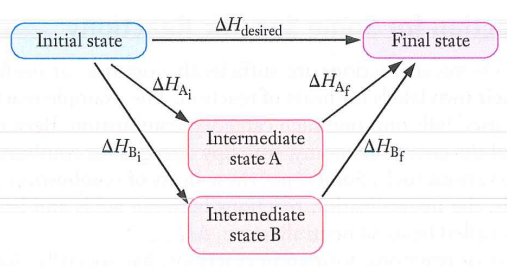 ΔH_desired
Initial state
Final state
ΔH_Ai
ΔH_Af
Intermediate
state A
ΔH_Bi
ΔH_Bf
Intermediate
state B